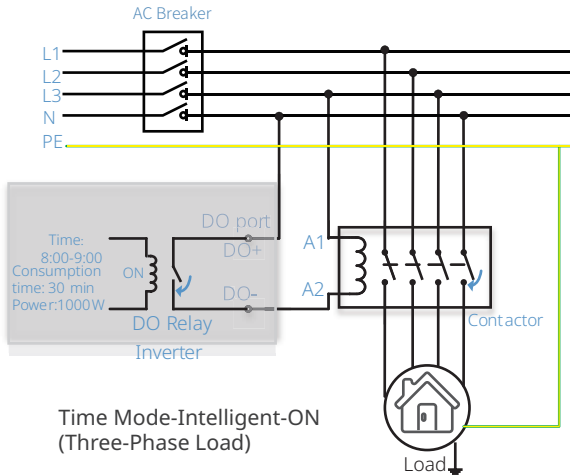 AC Breaker
L1
L2
L3
N
PE
DO port
Time:
8:00-9:00
Consumption
time: 30 min
Power:1000W
ON
DO+
DO-
DO Relay
Inverter
A1
A2
Contactor
Time Mode-Intelligent-ON
(Three-Phase Load)
Load